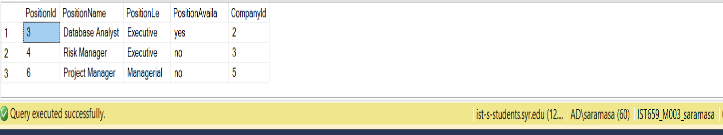 PositionId PositionName PositionLe PositionAvaila CompanyId
1 3 Database Analyst Executive yes 2
2 4 Risk Manager Executive no 3
3 6 Project Manager Managerial no 5
Query executed successfully. ist-s-students.syr.edu (12... AD\saramasa (60) IST659_M003_saramasa